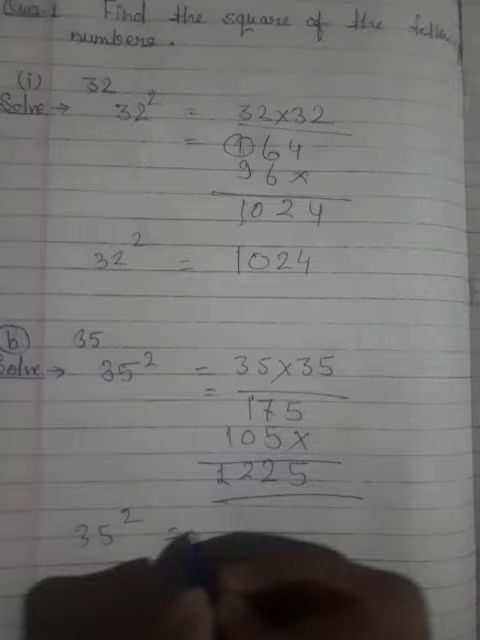 Ques 1 Find the square of the
numbers.
(i) 32
Solve → 32² = 32×32
= ①64
96×
1024
32² = 1024
(b) 35
Solve → 35² = 35×35
= 175
105×
1225
35² =